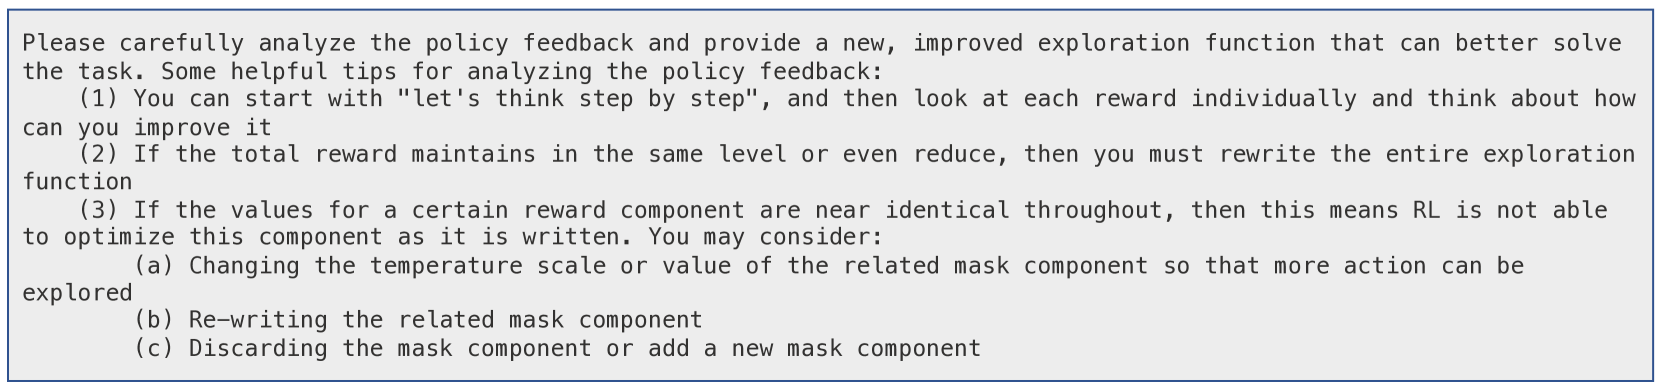 Please carefully analyze the policy feedback and provide a new, improved exploration function that can better solve
the task. Some helpful tips for analyzing the policy feedback:
    (1) You can start with "let's think step by step", and then look at each reward individually and think about how
can you improve it
    (2) If the total reward maintains in the same level or even reduce, then you must rewrite the entire exploration
function
    (3) If the values for a certain reward component are near identical throughout, then this means RL is not able
to optimize this component as it is written. You may consider:
        (a) Changing the temperature scale or value of the related mask component so that more action can be
explored
        (b) Re-writing the related mask component
        (c) Discarding the mask component or add a new mask component